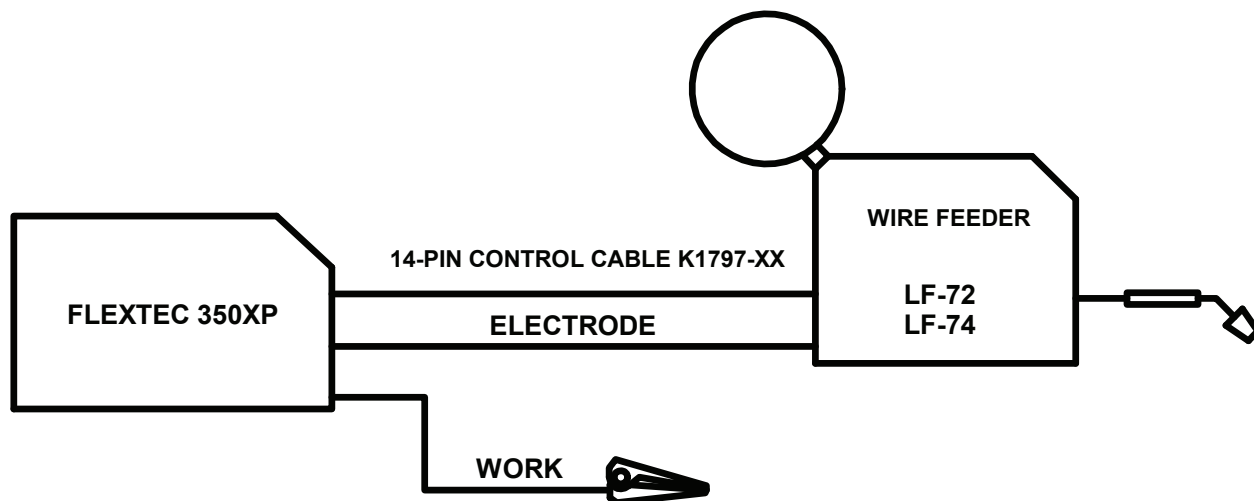 WIRE FEEDER
14-PIN CONTROL CABLE K1797-XX
FLEXTEC 350XP
LF-72
ELECTRODE
LF-74
WORK